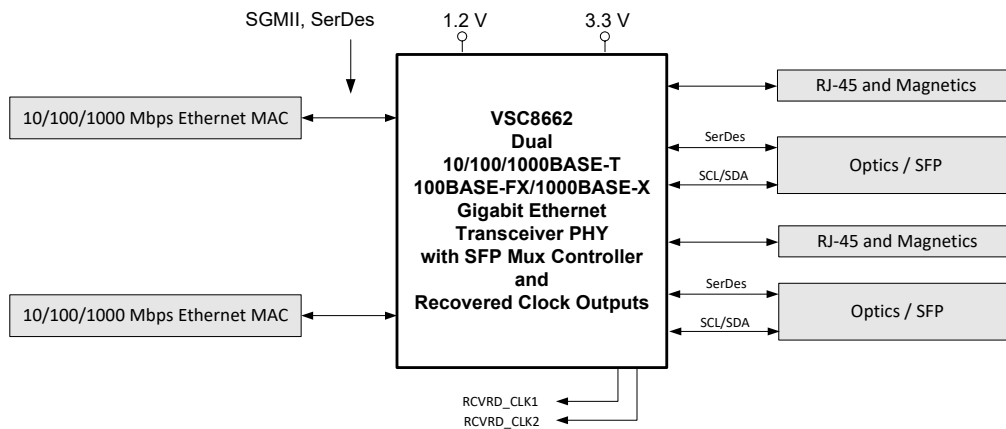 SGMII, SerDes
1.2 V
3.3 V
10/100/1000 Mbps Ethernet MAC
10/100/1000 Mbps Ethernet MAC
VSC8662
Dual
10/100/1000BASE-T
100BASE-FX/1000BASE-X
Gigabit Ethernet
Transceiver PHY
with SFP Mux Controller
and
Recovered Clock Outputs
RJ-45 and Magnetics
SerDes
SCL/SDA
Optics / SFP
RJ-45 and Magnetics
SerDes
SCL/SDA
Optics / SFP
RCVRD_CLK1
RCVRD_CLK2